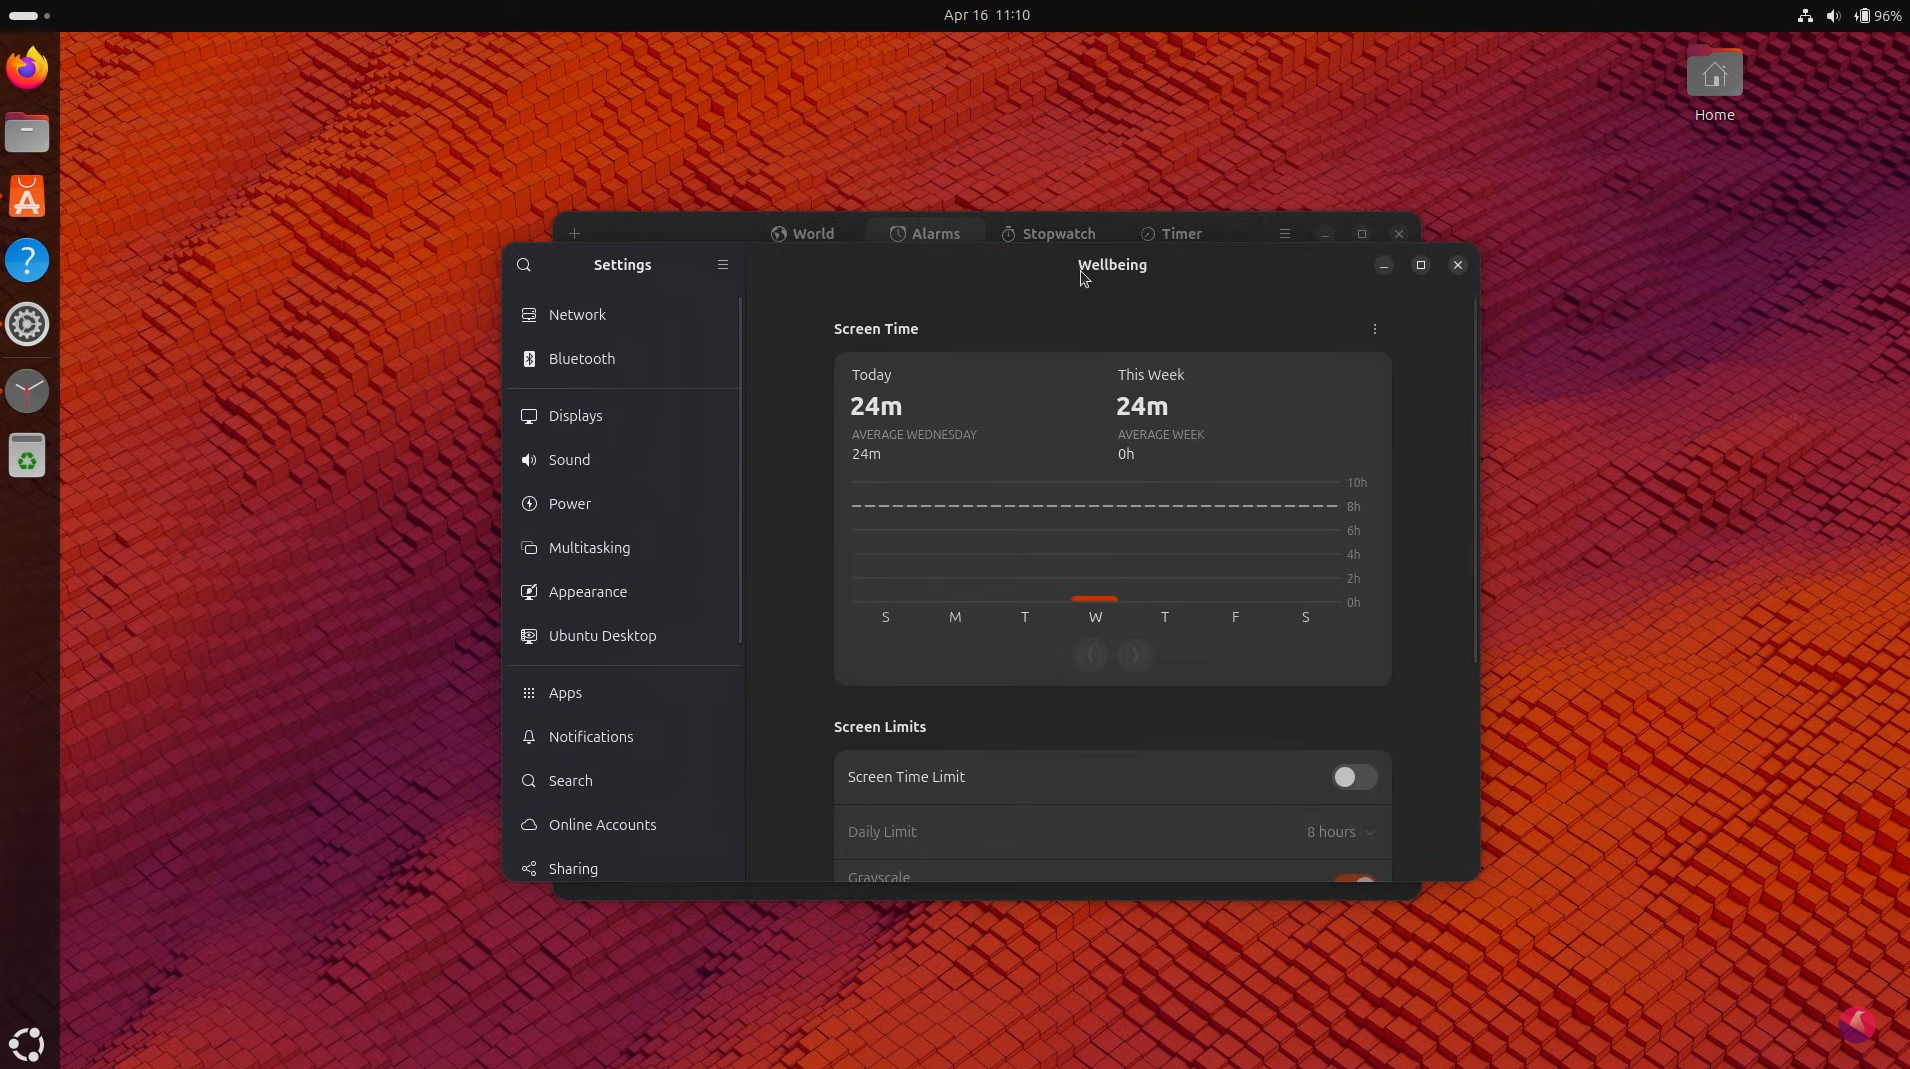 Apr 16 11:10
96%
Home
World
Alarms
Stopwatch
Timer
Settings
Wellbeing
Network
Bluetooth
Displays
Sound
Power
Multitasking
Appearance
Ubuntu Desktop
Apps
Notifications
Search
Online Accounts
Sharing
Screen Time
Today
24m
AVERAGE WEDNESDAY
24m
This Week
24m
AVERAGE WEEK
0h
10h
8h
6h
4h
2h
0h
S M T W T F S
Screen Limits
Screen Time Limit
Daily Limit
8 hours
Grayscale